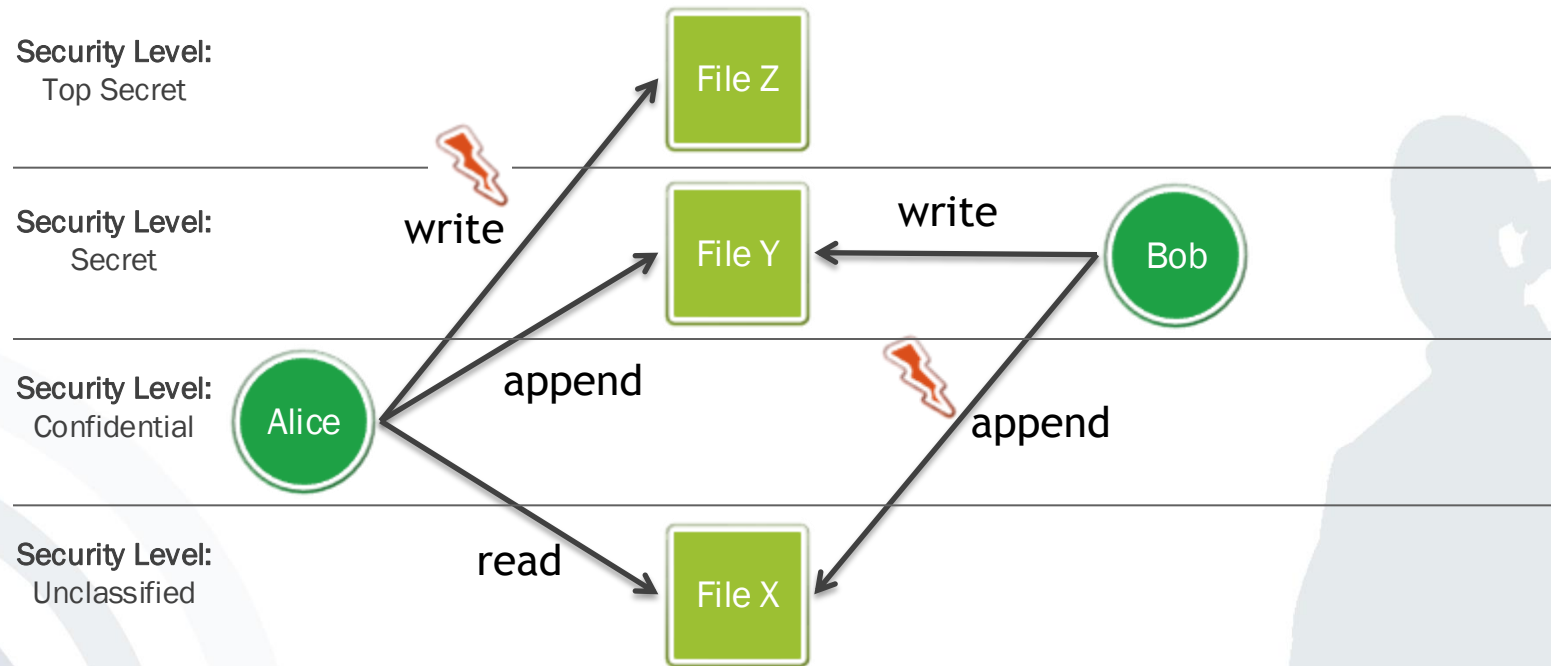 Security Level:
Top Secret
File Z
Security Level:
Secret
write
File Y
write
Bob
Security Level:
Confidential
Alice
append
append
Security Level:
Unclassified
read
File X